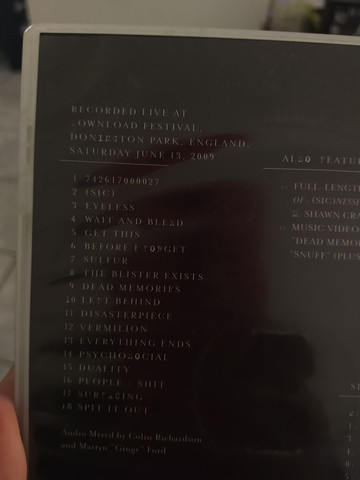 RECORDED LIVE AT
DOWNLOAD FESTIVAL,
DONINGTON PARK, ENGLAND,
SATURDAY JUNE 13, 2009
1 742617000027
2 (SIC)
3 EYELESS
4 WAIT AND BLEED
5 GET THIS
6 BEFORE I FORGET
7 SULFUR
8 THE BLISTER EXISTS
9 DEAD MEMORIES
10 LEFT BEHIND
11 DISASTERPIECE
12 VERMILION
13 EVERYTHING ENDS
14 PSYCHOSOCIAL
15 DUALITY
16 PEOPLE = SHIT
17 SURFACING
18 SPIT IT OUT
Audio Mixed by Colin Richardson
and Martyn "Ginge" Ford
ALSO
FULL-LENGTH
OF (SIC)NESSES
SHAWN
MUSIC VIDEO
"DEAD
"SNUFF" (PLUS